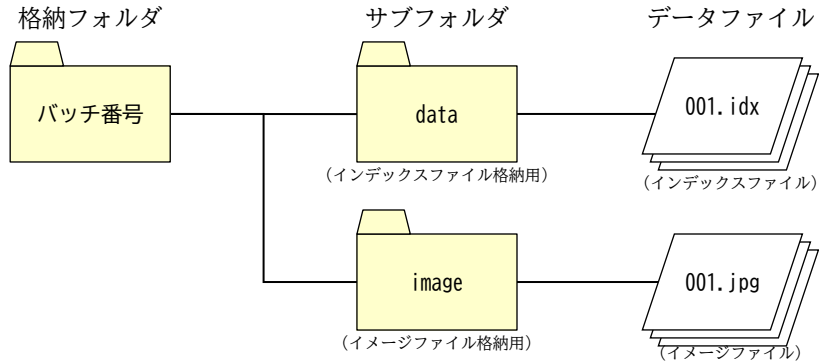 格納フォルダ
サブフォルダ
データファイル
バッチ番号
data
001.idx
(インデックスファイル格納用)
(インデックスファイル)
image
001.jpg
(イメージファイル格納用)
(イメージファイル)